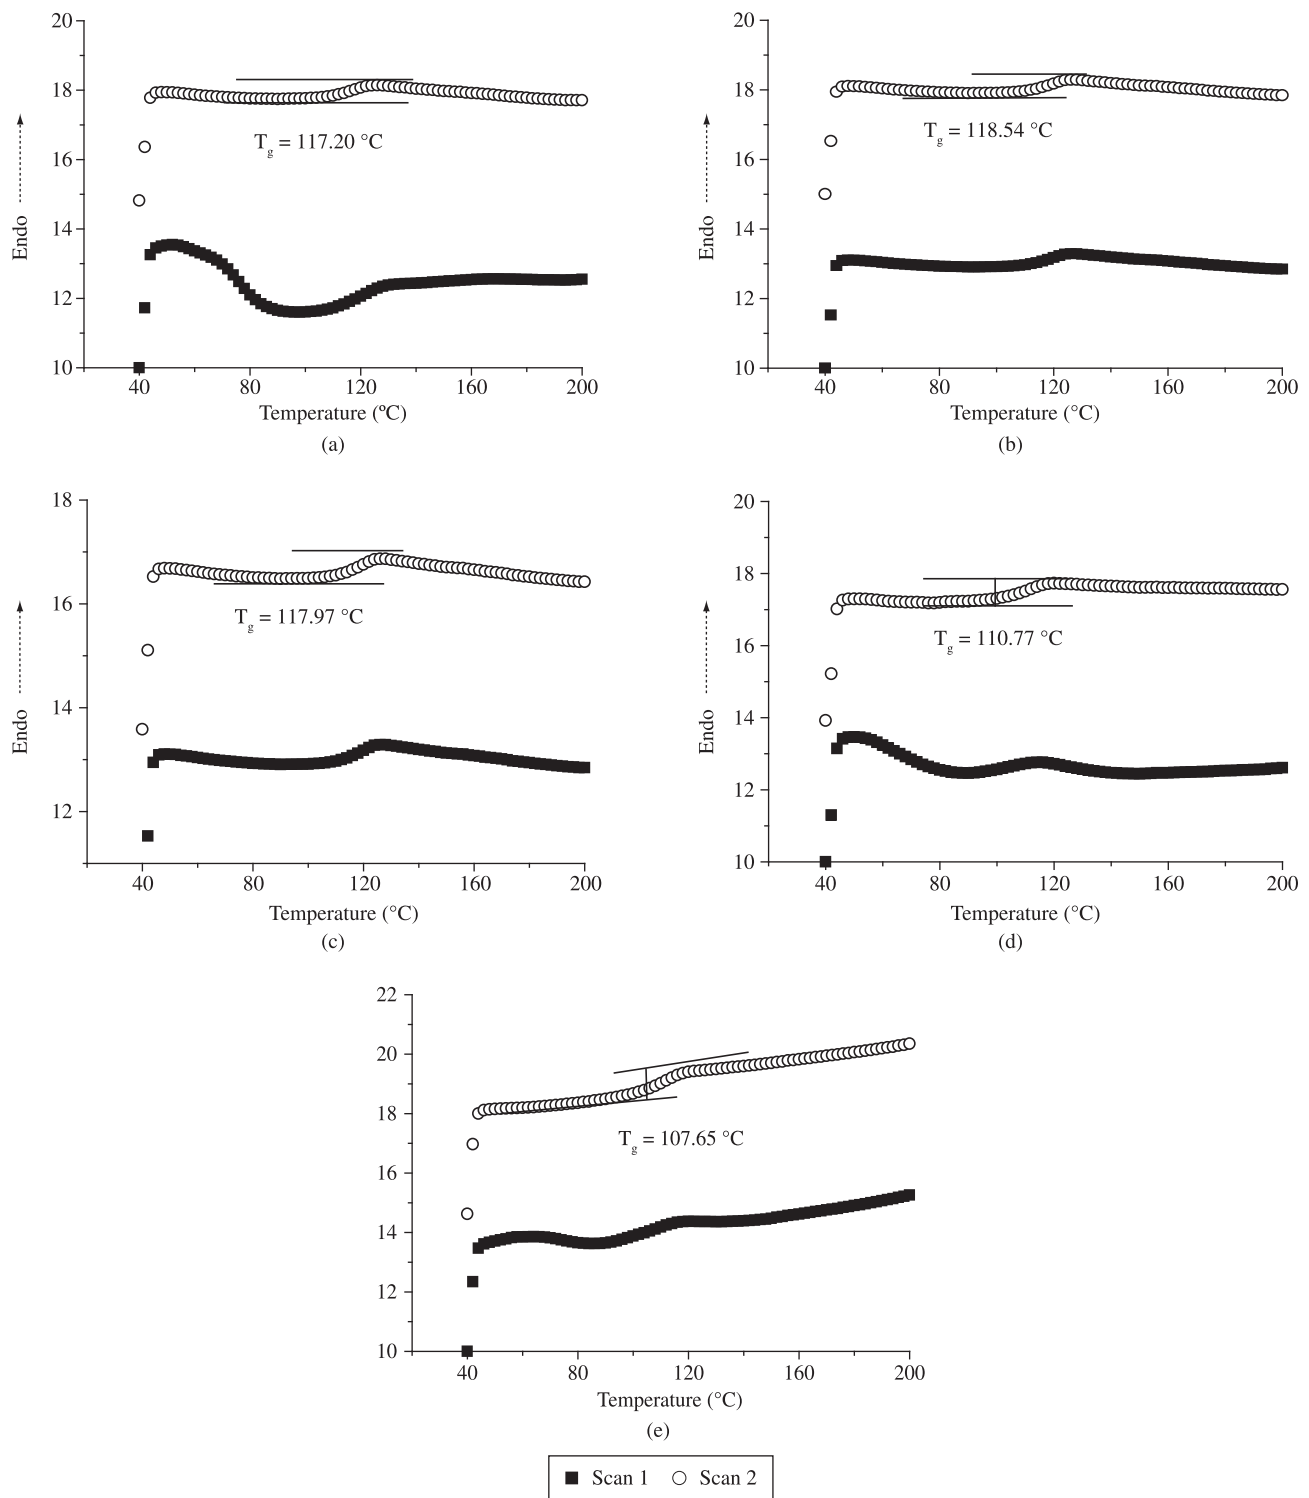 20
18
16
14
12
10
Endo
T_g = 117.20 °C
40 80 120 160 200
Temperature (ºC)
(a)
20
18
16
14
12
10
Endo
T_g = 118.54 °C
40 80 120 160 200
Temperature (°C)
(b)
18
16
14
12
Endo
T_g = 117.97 °C
40 80 120 160 200
Temperature (°C)
(c)
20
18
16
14
12
10
Endo
T_g = 110.77 °C
40 80 120 160 200
Temperature (°C)
(d)
22
20
18
16
14
12
10
T_g = 107.65 °C
40 80 120 160 200
Temperature (°C)
(e)
Scan 1 Scan 2